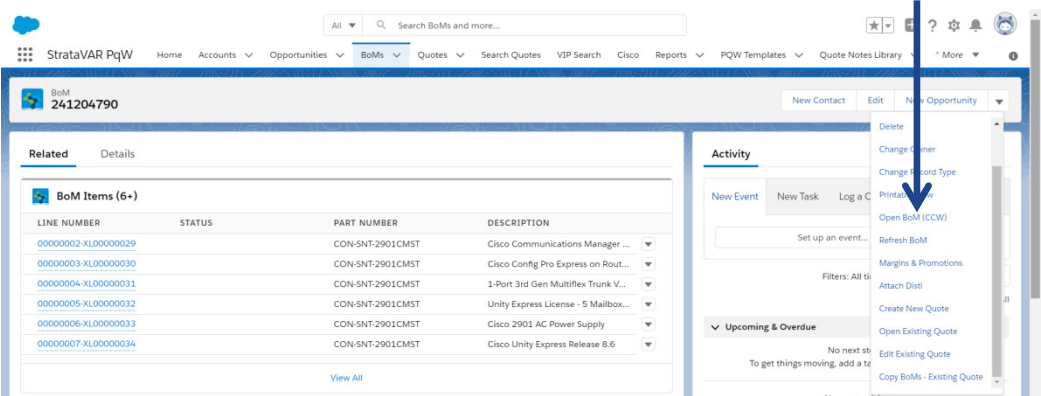 All Search BoMs and more...
StrataVAR PqW Home Accounts Opportunities BoMs Quotes Search Quotes VIP Search Cisco Reports PQW Templates Quote Notes Library * More
BoM
241204790
New Contact Edit New Opportunity
Related Details
BoM Items (6+)
LINE NUMBER STATUS PART NUMBER DESCRIPTION
00000002-XL00000029 CON-SNT-2901CMST Cisco Communications Manager ...
00000003-XL00000030 CON-SNT-2901CMST Cisco Config Pro Express on Rout...
00000004-XL00000031 CON-SNT-2901CMST 1-Port 3rd Gen Multiflex Trunk V...
00000005-XL00000032 CON-SNT-2901CMST Unity Express License - 5 Mailbox...
00000006-XL00000033 CON-SNT-2901CMST Cisco 2901 AC Power Supply
00000007-XL00000034 CON-SNT-2901CMST Cisco Unity Express Release 8.6
View All
Activity
New Event New Task Log a C
Set up an event...
Filters: All ti
Upcoming & Overdue
No next st
To get things moving, add a ta
Delete
Change Owner
Change Record Type
Printable View
Open BoM (CCW)
Refresh BoM
Margins & Promotions
Attach Disti
Create New Quote
Open Existing Quote
Edit Existing Quote
Copy BoMs - Existing Quote